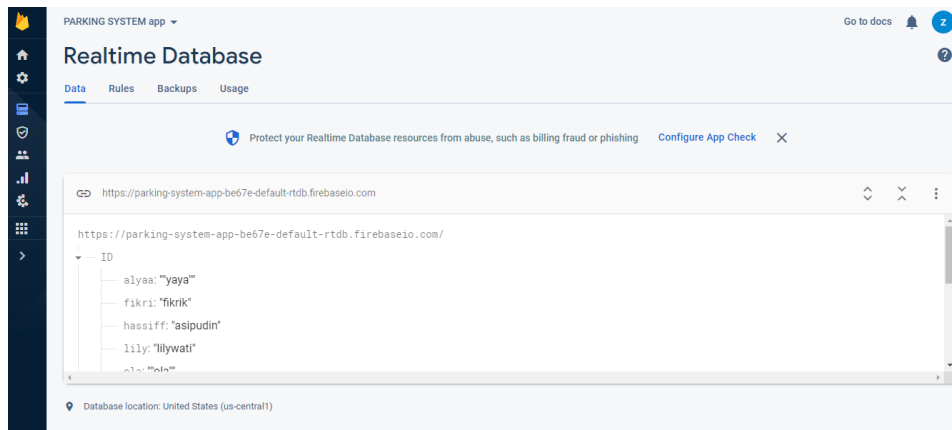 PARKING SYSTEM app
Go to docs
z
Realtime Database
?
Data Rules Backups Usage
Protect your Realtime Database resources from abuse, such as billing fraud or phishing Configure App Check
https://parking-system-app-be67e-default-rtdb.firebaseio.com
https://parking-system-app-be67e-default-rtdb.firebaseio.com/
ID
alyaa: ""yaya""
fikri: "fikrik"
hassiff: "asipudin"
lily: "lilywati"
ola: ""ola""
Database location: United States (us-central1)